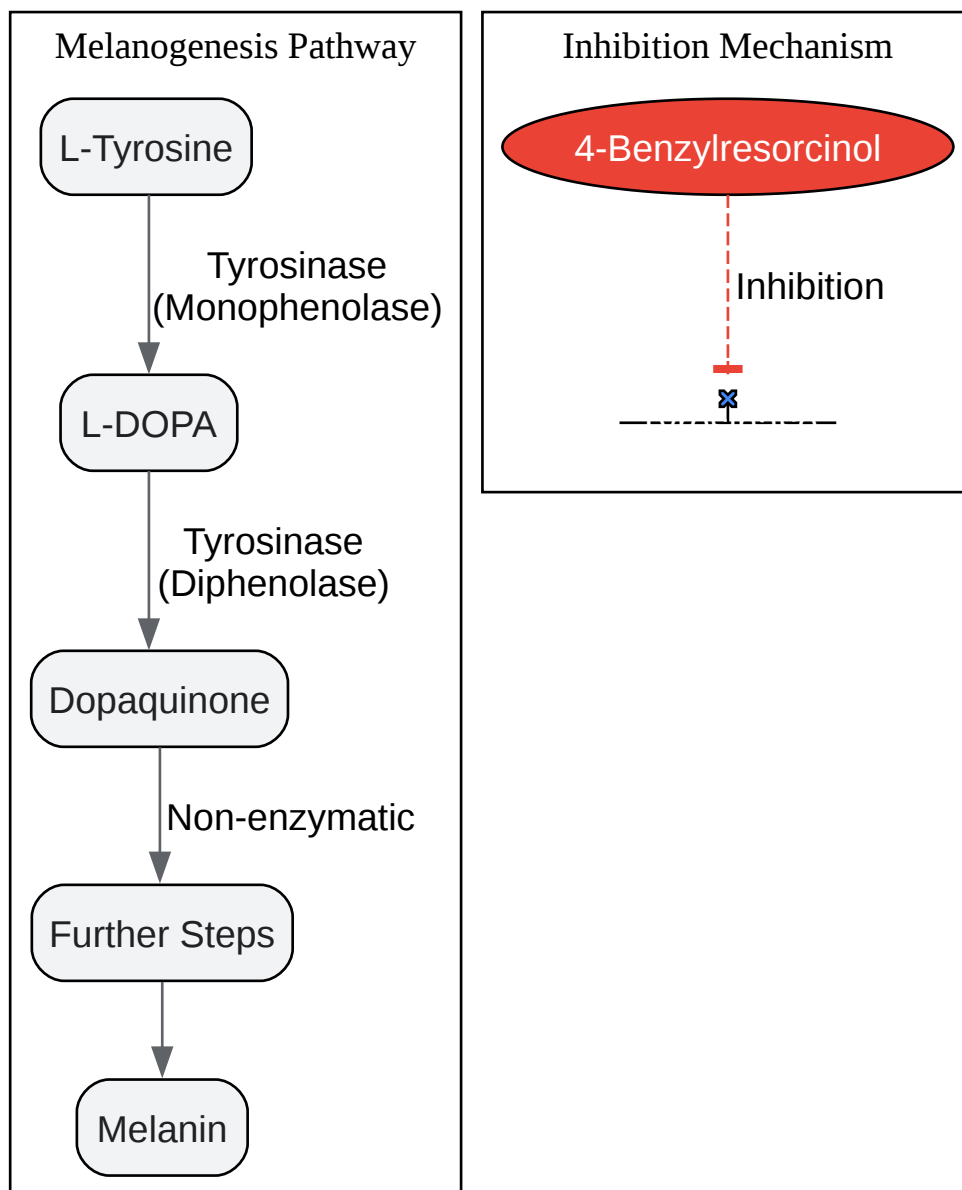 Melanogenesis Pathway
L-Tyrosine
Tyrosinase
(Monophenolase)
L-DOPA
Tyrosinase
(Diphenolase)
Dopaquinone
Non-enzymatic
Further Steps
Melanin
Inhibition Mechanism
4-Benzylresorcinol
Inhibition